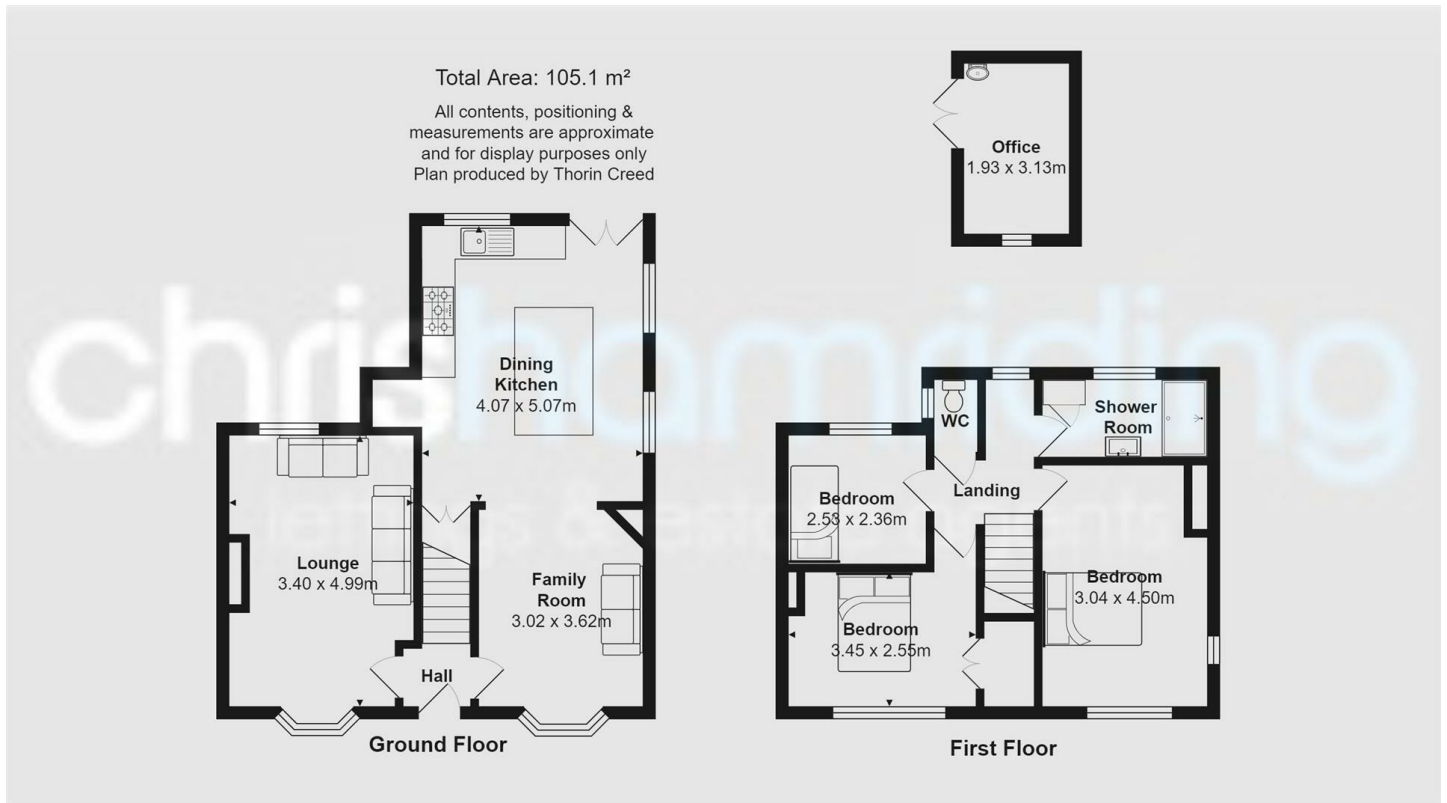 Total Area: 105.1 m²
All contents, positioning &
measurements are approximate
and for display purposes only
Plan produced by Thorin Creed
Office
1.93 x 3.13m
Dining
Kitchen
4.07 x 5.07m
Lounge
3.40 x 4.99m
Family
Room
3.02 x 3.62m
Hall
Ground Floor
WC
Shower
Room
Landing
Bedroom
2.53 x 2.36m
Bedroom
3.04 x 4.50m
Bedroom
3.45 x 2.55m
First Floor
chrishamriding